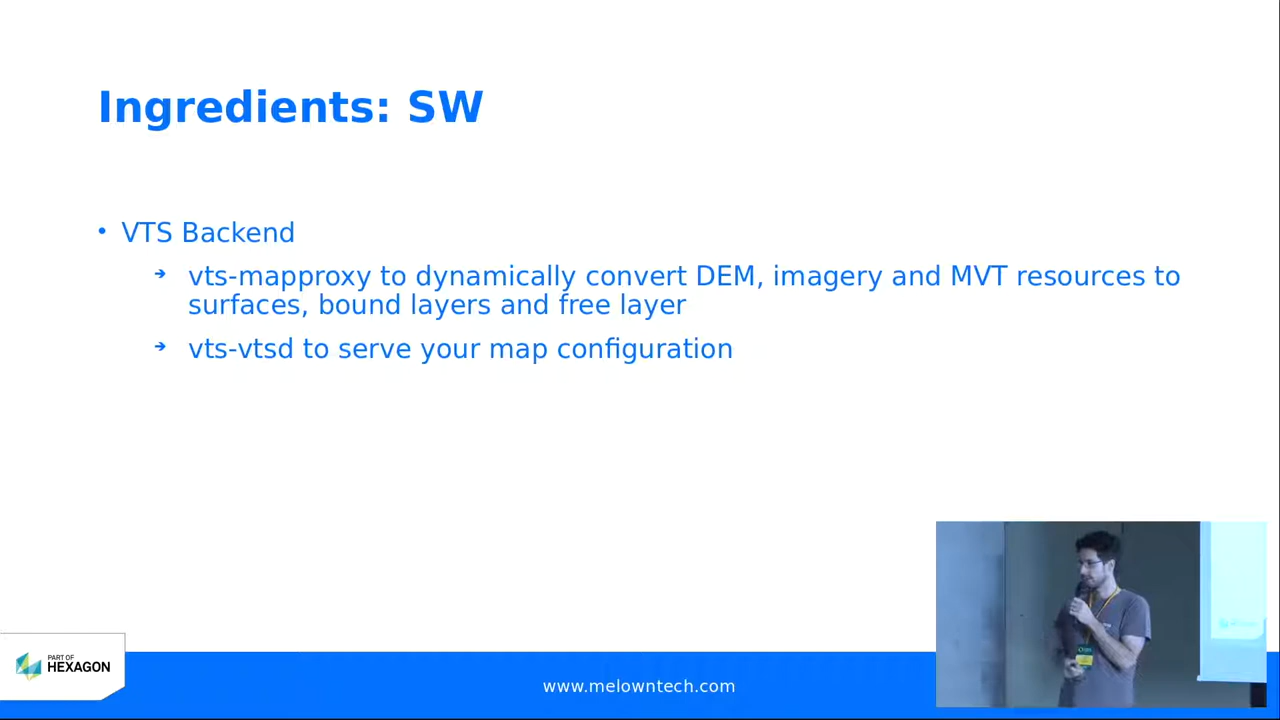 Ingredients: SW
• VTS Backend
➔ vts-mapproxy to dynamically convert DEM, imagery and MVT resources to
surfaces, bound layers and free layer
➔ vts-vtsd to serve your map configuration
PART OF
HEXAGON
www.melowntech.com